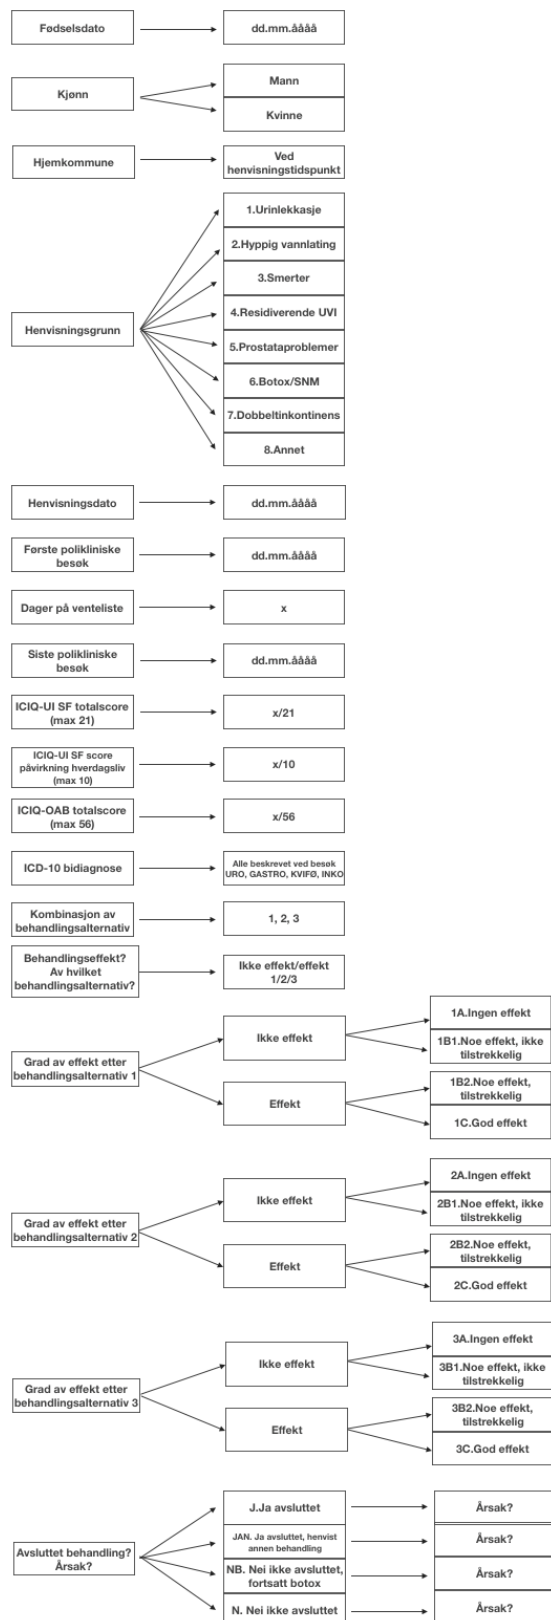 Fødselsdato
dd.mm.åååå
Kjønn
Mann
Kvinne
Hjemkommune
Ved
henvisningstidspunkt
Henvisningsgrunn
1.Urinlekkasje
2.Hyppig vannlating
3.Smerter
4.Residiverende UVI
5.Prostataproblemer
6.Botox/SNM
7.Dobbeltinkontinens
8.Annet
Henvisningsdato
dd.mm.åååå
Første polikliniske
besøk
dd.mm.åååå
Dager på venteliste
x
Siste polikliniske
besøk
dd.mm.åååå
ICIQ-UI SF totalscore
(max 21)
x/21
ICIQ-UI SF score
påvirkning hverdagsliv
(max 10)
x/10
ICIQ-OAB totalscore
(max 56)
x/56
ICD-10 bidiagnose
Alle beskrevet ved besøk
URO, GASTRO, KVIFØ, INKO
Kombinasjon av
behandlingsalternativ
1, 2, 3
Behandlingseffekt?
Av hvilket
behandlingsalternativ?
Ikke effekt/effekt
1/2/3
Grad av effekt etter
behandlingsalternativ 1
Ikke effekt
1A.Ingen effekt
1B1.Noe effekt, ikke
tilstrekkelig
Effekt
1B2.Noe effekt,
tilstrekkelig
1C.God effekt
Grad av effekt etter
behandlingsalternativ 2
Ikke effekt
2A.Ingen effekt
2B1.Noe effekt, ikke
tilstrekkelig
Effekt
2B2.Noe effekt,
tilstrekkelig
2C.God effekt
Grad av effekt etter
behandlingsalternativ 3
Ikke effekt
3A.Ingen effekt
3B1.Noe effekt, ikke
tilstrekkelig
Effekt
3B2.Noe effekt,
tilstrekkelig
3C.God effekt
Avsluttet behandling?
Årsak?
J.Ja avsluttet
Årsak?
JAN. Ja avsluttet, henvist
annen behandling
Årsak?
NB. Nei ikke avsluttet,
fortsatt botox
Årsak?
N. Nei ikke avsluttet
Årsak?